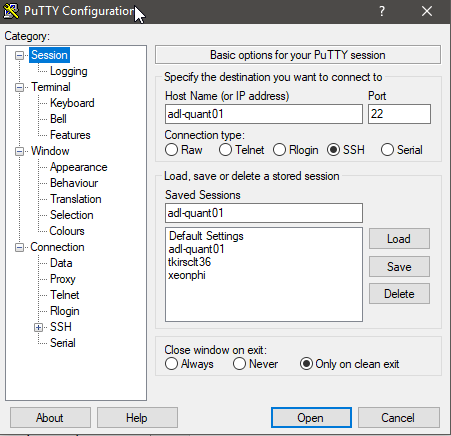 PuTTY Configuration
?
Category:
Session
Logging
Terminal
Keyboard
Bell
Features
Window
Appearance
Behaviour
Translation
Selection
Colours
Connection
Data
Proxy
Telnet
Rlogin
SSH
Serial
Basic options for your PuTTY session
Specify the destination you want to connect to
Host Name (or IP address) Port
adl-quant01 22
Connection type:
Raw Telnet Rlogin SSH Serial
Load, save or delete a stored session
Saved Sessions
adl-quant01
Default Settings
adl-quant01
tkirsclt36
xeonphi
Load
Save
Delete
Close window on exit:
Always Never Only on clean exit
About Help Open Cancel